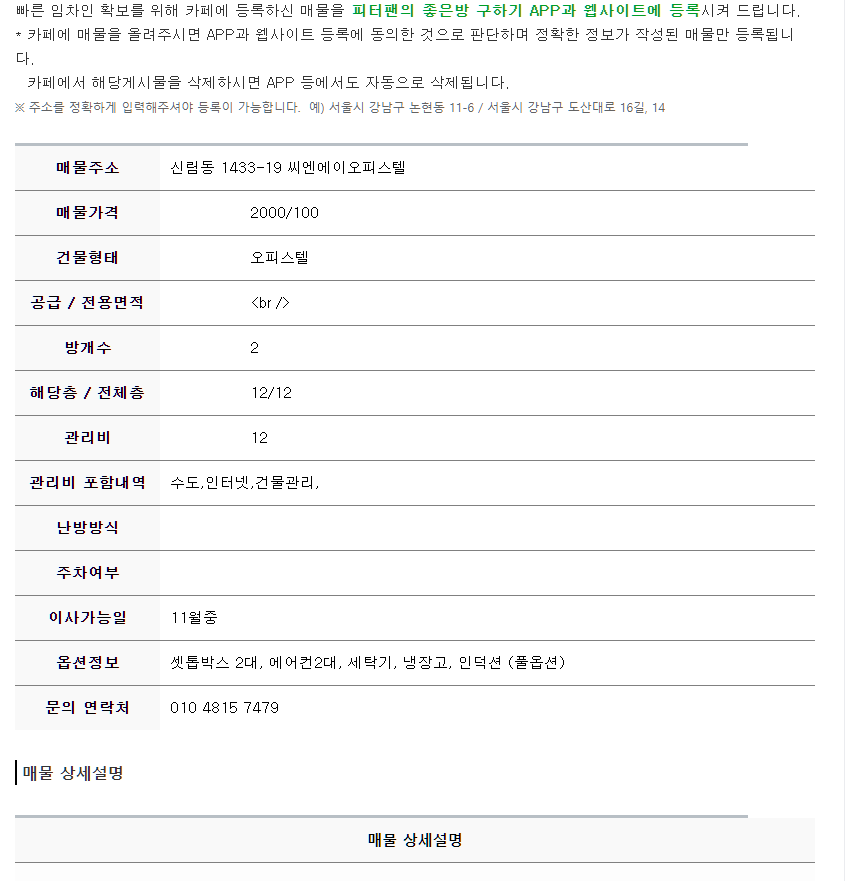 빠른 임차인 확보를 위해 카페에 등록하신 매물을 피터팬의 좋은방 구하기 APP과 웹사이트에 등록시켜 드립니다.
* 카페에 매물을 올려주시면 APP과 웹사이트 등록에 동의한 것으로 판단하며 정확한 정보가 작성된 매물만 등록됩니
다.
카페에서 해당게시물을 삭제하시면 APP 등에서도 자동으로 삭제됩니다.
※ 주소를 정확하게 입력해주셔야 등록이 가능합니다. 예) 서울시 강남구 논현동 11-6 / 서울시 강남구 도산대로 16길, 14
매물주소 신림동 1433-19 씨엔에이오피스텔
매물가격 2000/100
건물형태 오피스텔
공급 / 전용면적 <br />
방개수 2
해당층 / 전체층 12/12
관리비 12
관리비 포함내역 수도,인터넷,건물관리,
난방방식
주차여부
이사가능일 11월중
옵션정보 셋톱박스 2대, 에어컨2대, 세탁기, 냉장고, 인덕션 (풀옵션)
문의 연락처 010 4815 7479
매물 상세설명
매물 상세설명